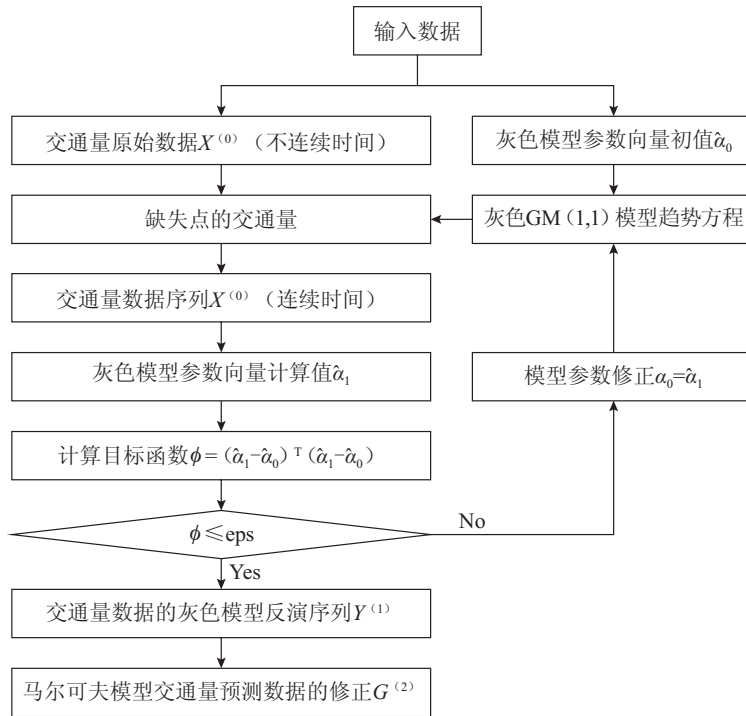 输入数据
交通量原始数据X⁽⁰⁾（不连续时间）
灰色模型参数向量初值α̂₀
缺失点的交通量
灰色GM（1,1）模型趋势方程
交通量数据序列X⁽⁰⁾（连续时间）
灰色模型参数向量计算值α̂₁
模型参数修正α₀=α̂₁
计算目标函数ϕ=（α̂₁-α̂₀）ᵀ（α̂₁-α̂₀）
ϕ≤eps
No
Yes
交通量数据的灰色模型反演序列Y⁽¹⁾
马尔可夫模型交通量预测数据的修正G⁽²⁾